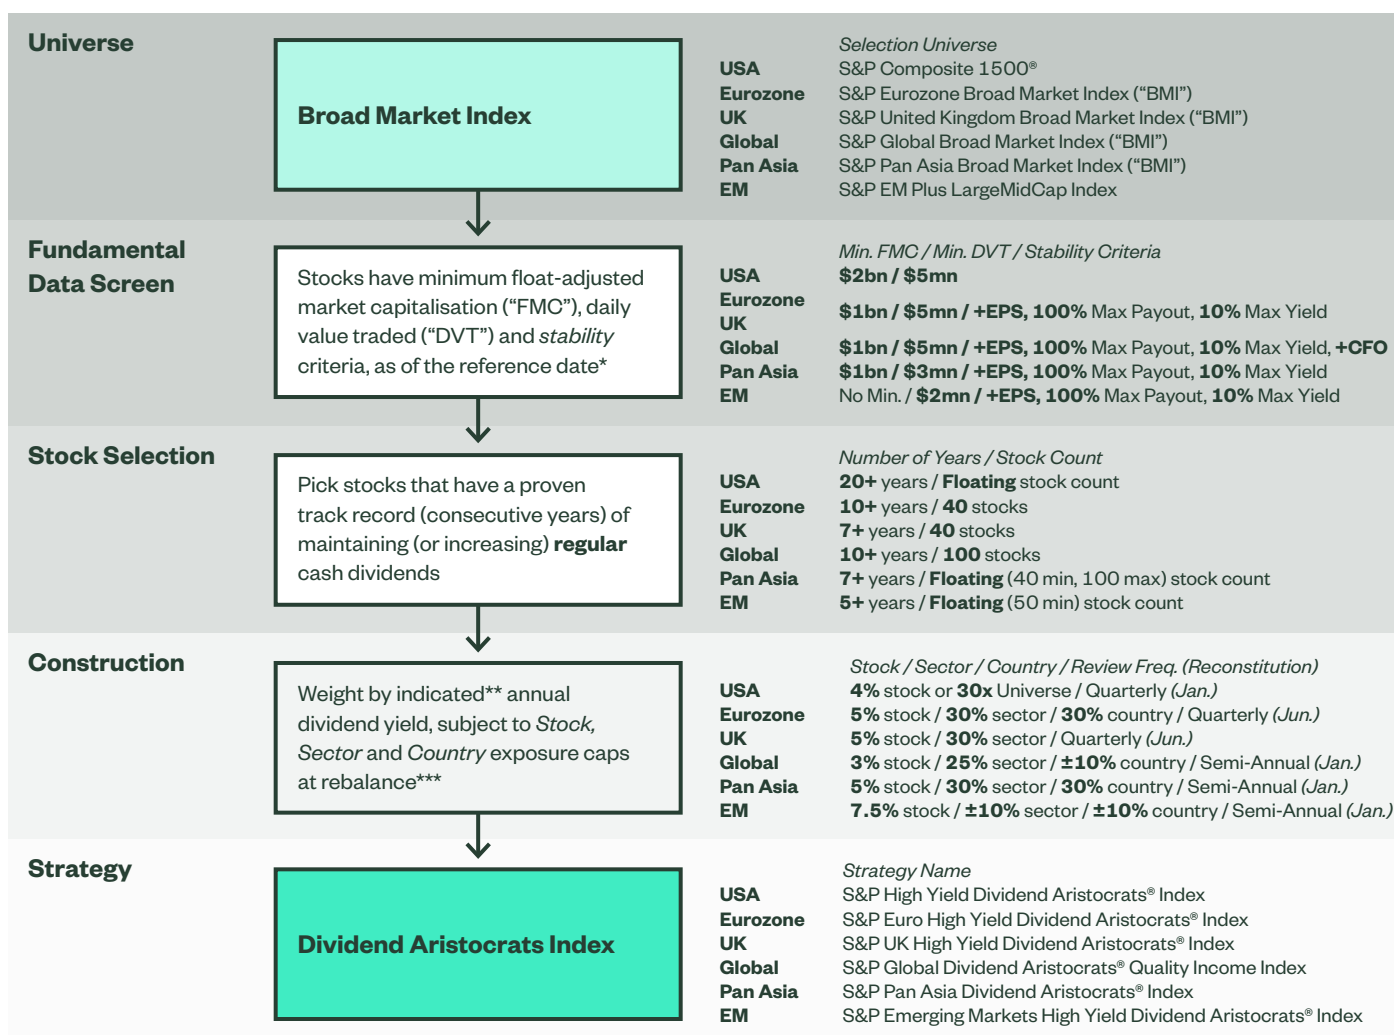 Universe
Broad Market Index
Selection Universe
USA S&P Composite 1500®
Eurozone S&P Eurozone Broad Market Index (“BMI”)
UK S&P United Kingdom Broad Market Index (“BMI”)
Global S&P Global Broad Market Index (“BMI”)
Pan Asia S&P Pan Asia Broad Market Index (“BMI”)
EM S&P EM Plus LargeMidCap Index
Fundamental
Data Screen
Stocks have minimum float-adjusted
market capitalisation (“FMC”), daily
value traded (“DVT”) and stability
criteria, as of the reference date*
Min. FMC / Min. DVT / Stability Criteria
USA $2bn / $5mn
Eurozone
UK
$1bn / $5mn / +EPS, 100% Max Payout, 10% Max Yield
Global $1bn / $5mn / +EPS, 100% Max Payout, 10% Max Yield, +CFO
Pan Asia $1bn / $3mn / +EPS, 100% Max Payout, 10% Max Yield
EM No Min. / $2mn / +EPS, 100% Max Payout, 10% Max Yield
Stock Selection
Pick stocks that have a proven
track record (consecutive years) of
maintaining (or increasing) regular
cash dividends
Number of Years / Stock Count
USA 20+ years / Floating stock count
Eurozone 10+ years / 40 stocks
UK 7+ years / 40 stocks
Global 10+ years / 100 stocks
Pan Asia 7+ years / Floating (40 min, 100 max) stock count
EM 5+ years / Floating (50 min) stock count
Construction
Weight by indicated** annual
dividend yield, subject to Stock,
Sector and Country exposure caps
at rebalance***
Stock / Sector / Country / Review Freq. (Reconstitution)
USA 4% stock or 30x Universe / Quarterly (Jan.)
Eurozone 5% stock / 30% sector / 30% country / Quarterly (Jun.)
UK 5% stock / 30% sector / Quarterly (Jun.)
Global 3% stock / 25% sector / ±10% country / Semi-Annual (Jan.)
Pan Asia 5% stock / 30% sector / 30% country / Semi-Annual (Jan.)
EM 7.5% stock / ±10% sector / ±10% country / Semi-Annual (Jan.)
Strategy
Dividend Aristocrats Index
Strategy Name
USA S&P High Yield Dividend Aristocrats® Index
Eurozone S&P Euro High Yield Dividend Aristocrats® Index
UK S&P UK High Yield Dividend Aristocrats® Index
Global S&P Global Dividend Aristocrats® Quality Income Index
Pan Asia S&P Pan Asia Dividend Aristocrats® Index
EM S&P Emerging Markets High Yield Dividend Aristocrats® Index